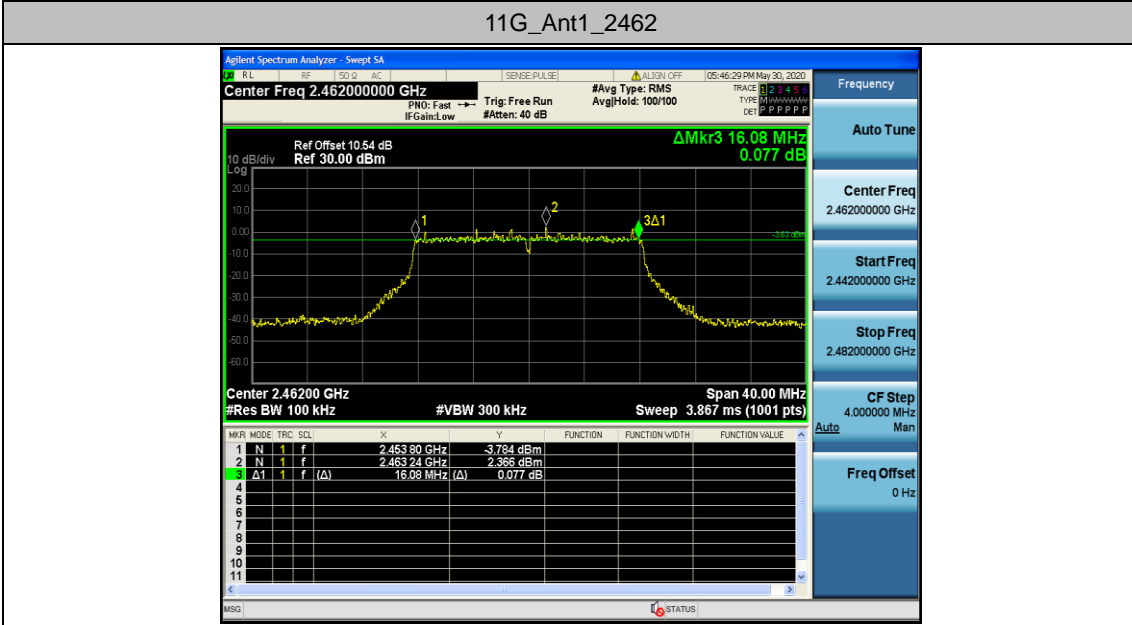 11G_Ant1_2462
Agilent Spectrum Analyzer - Swept SA
RL RF 50 Ω AC SENSE:PULSE ALIGN OFF 05:46:29 PM May 30, 2020
Center Freq 2.462000000 GHz
PNO: Fast
IFGain:Low
Trig: Free Run
#Atten: 40 dB
#Avg Type: RMS
Avg|Hold: 100/100
TRACE 1 2 3 4 5 6
TYPE M
DET P P P P P P
ΔMkr3 16.08 MHz
0.077 dB
Ref Offset 10.54 dB
10 dB/div Ref 30.00 dBm
Log
20.0
10.0
0.00
-10.0
-20.0
-30.0
-40.0
-50.0
-60.0
1
2
3Δ1
-3.63 dBm
Center 2.46200 GHz Span 40.00 MHz
#Res BW 100 kHz #VBW 300 kHz Sweep 3.867 ms (1001 pts)
MKR MODE TRC SCL X Y FUNCTION FUNCTION WIDTH FUNCTION VALUE
1 N 1 f 2.453 80 GHz -3.784 dBm
2 N 1 f 2.463 24 GHz 2.366 dBm
3 Δ1 1 f (Δ) 16.08 MHz (Δ) 0.077 dB
4
5
6
7
8
9
10
11
MSG STATUS
Frequency
Auto Tune
Center Freq
2.462000000 GHz
Start Freq
2.442000000 GHz
Stop Freq
2.482000000 GHz
CF Step
4.000000 MHz
Auto Man
Freq Offset
0 Hz